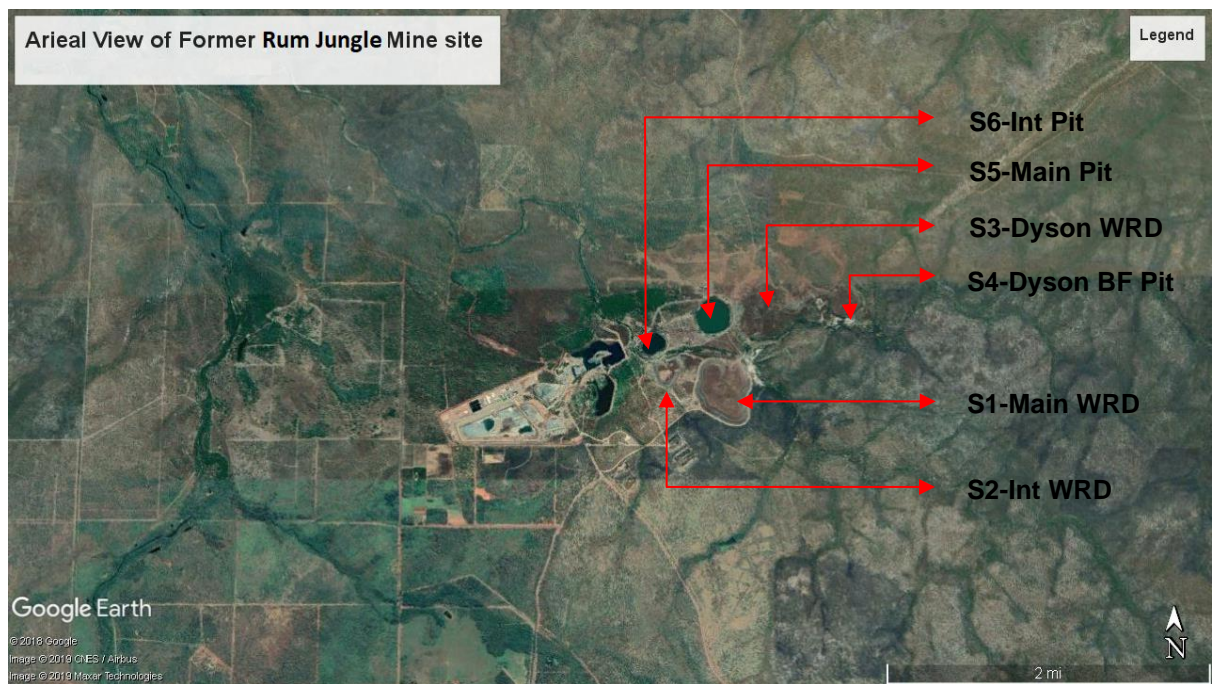 Arieal View of Former Rum Jungle Mine site
Legend
S6-Int Pit
S5-Main Pit
S3-Dyson WRD
S4-Dyson BF Pit
S1-Main WRD
S2-Int WRD
Google Earth
© 2018 Google
Image © 2019 CNES / Airbus
Image © 2019 Maxar Technologies
N
2 mi